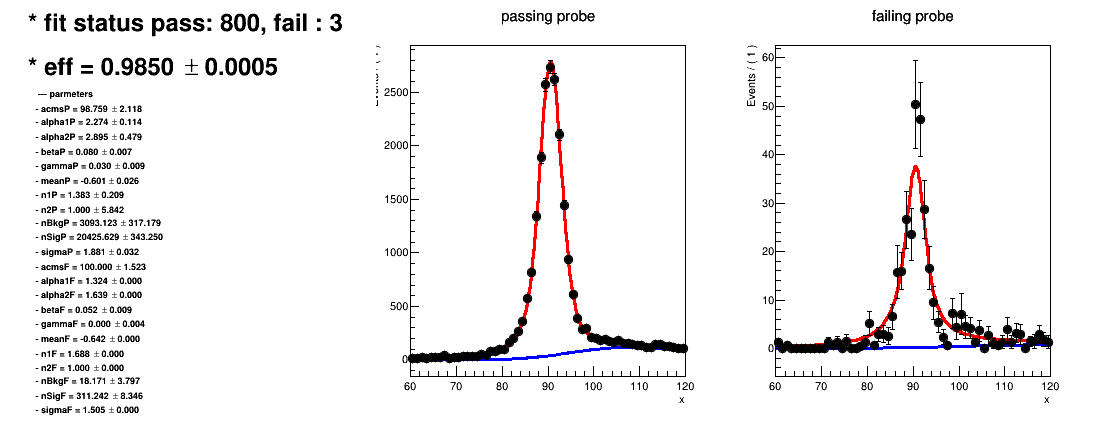 * fit status pass: 800, fail : 3
* eff = 0.9850 ± 0.0005
--- parmeters
- acmsP = 98.759 ± 2.118
- alpha1P = 2.274 ± 0.114
- alpha2P = 2.895 ± 0.479
- betaP = 0.080 ± 0.007
- gammaP = 0.030 ± 0.009
- meanP = -0.601 ± 0.026
- n1P = 1.383 ± 0.209
- n2P = 1.000 ± 5.842
- nBkgP = 3093.123 ± 317.179
- nSigP = 20425.629 ± 343.250
- sigmaP = 1.881 ± 0.032
- acmsF = 100.000 ± 1.523
- alpha1F = 1.324 ± 0.000
- alpha2F = 1.639 ± 0.000
- betaF = 0.052 ± 0.009
- gammaF = 0.000 ± 0.004
- meanF = -0.642 ± 0.000
- n1F = 1.688 ± 0.000
- n2F = 1.000 ± 0.000
- nBkgF = 18.171 ± 3.797
- nSigF = 311.242 ± 8.346
- sigmaF = 1.505 ± 0.000
passing probe
2500
2000
1500
1000
500
0
60 70 80 90 100 110 120
x
failing probe
Events / ( 1 )
60
50
40
30
20
10
0
60 70 80 90 100 110 120
x